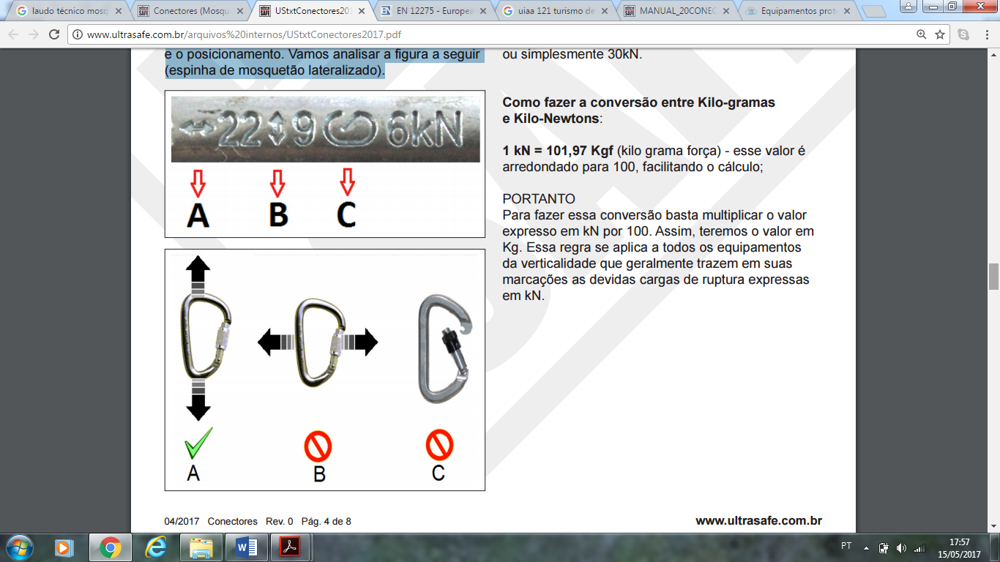 laudo técnico mosq
Conectores (Mosque
UStxtConectores201
EN 12275 - Europea
uiaa 121 turismo de
MANUAL_20CONEC
Equipamentos prot
www.ultrasafe.com.br/arquivos%20internos/UStxtConectores2017.pdf
e o posicionamento. Vamos analisar a figura a seguir
(espinha de mosquetão lateralizado).
22 9 6kN
A B C
A B C
ou simplesmente 30kN.
Como fazer a conversão entre Kilo-gramas
e Kilo-Newtons:
1 kN = 101,97 Kgf (kilo grama força) - esse valor é
arredondado para 100, facilitando o cálculo;
PORTANTO
Para fazer essa conversão basta multiplicar o valor
expresso em kN por 100. Assim, teremos o valor em
Kg. Essa regra se aplica a todos os equipamentos
da verticalidade que geralmente trazem em suas
marcações as devidas cargas de ruptura expressas
em kN.
04/2017 Conectores Rev. 0 Pág. 4 de 8
www.ultrasafe.com.br
PT
17:57
15/05/2017